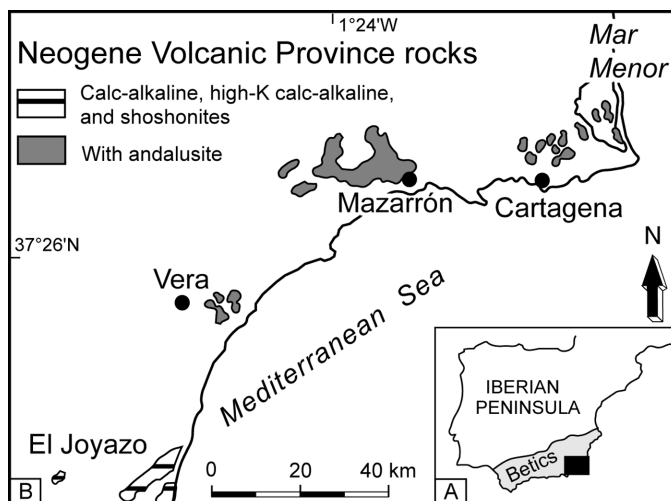 1°24'W
Neogene Volcanic Province rocks
Calc-alkaline, high-K calc-alkaline,
and shoshonites
With andalusite
Mar
Menor
Mazarrón
Cartagena
37°26'N
Vera
N
Mediterranean Sea
El Joyazo
0 20 40 km
B
IBERIAN
PENINSULA
Betics
A